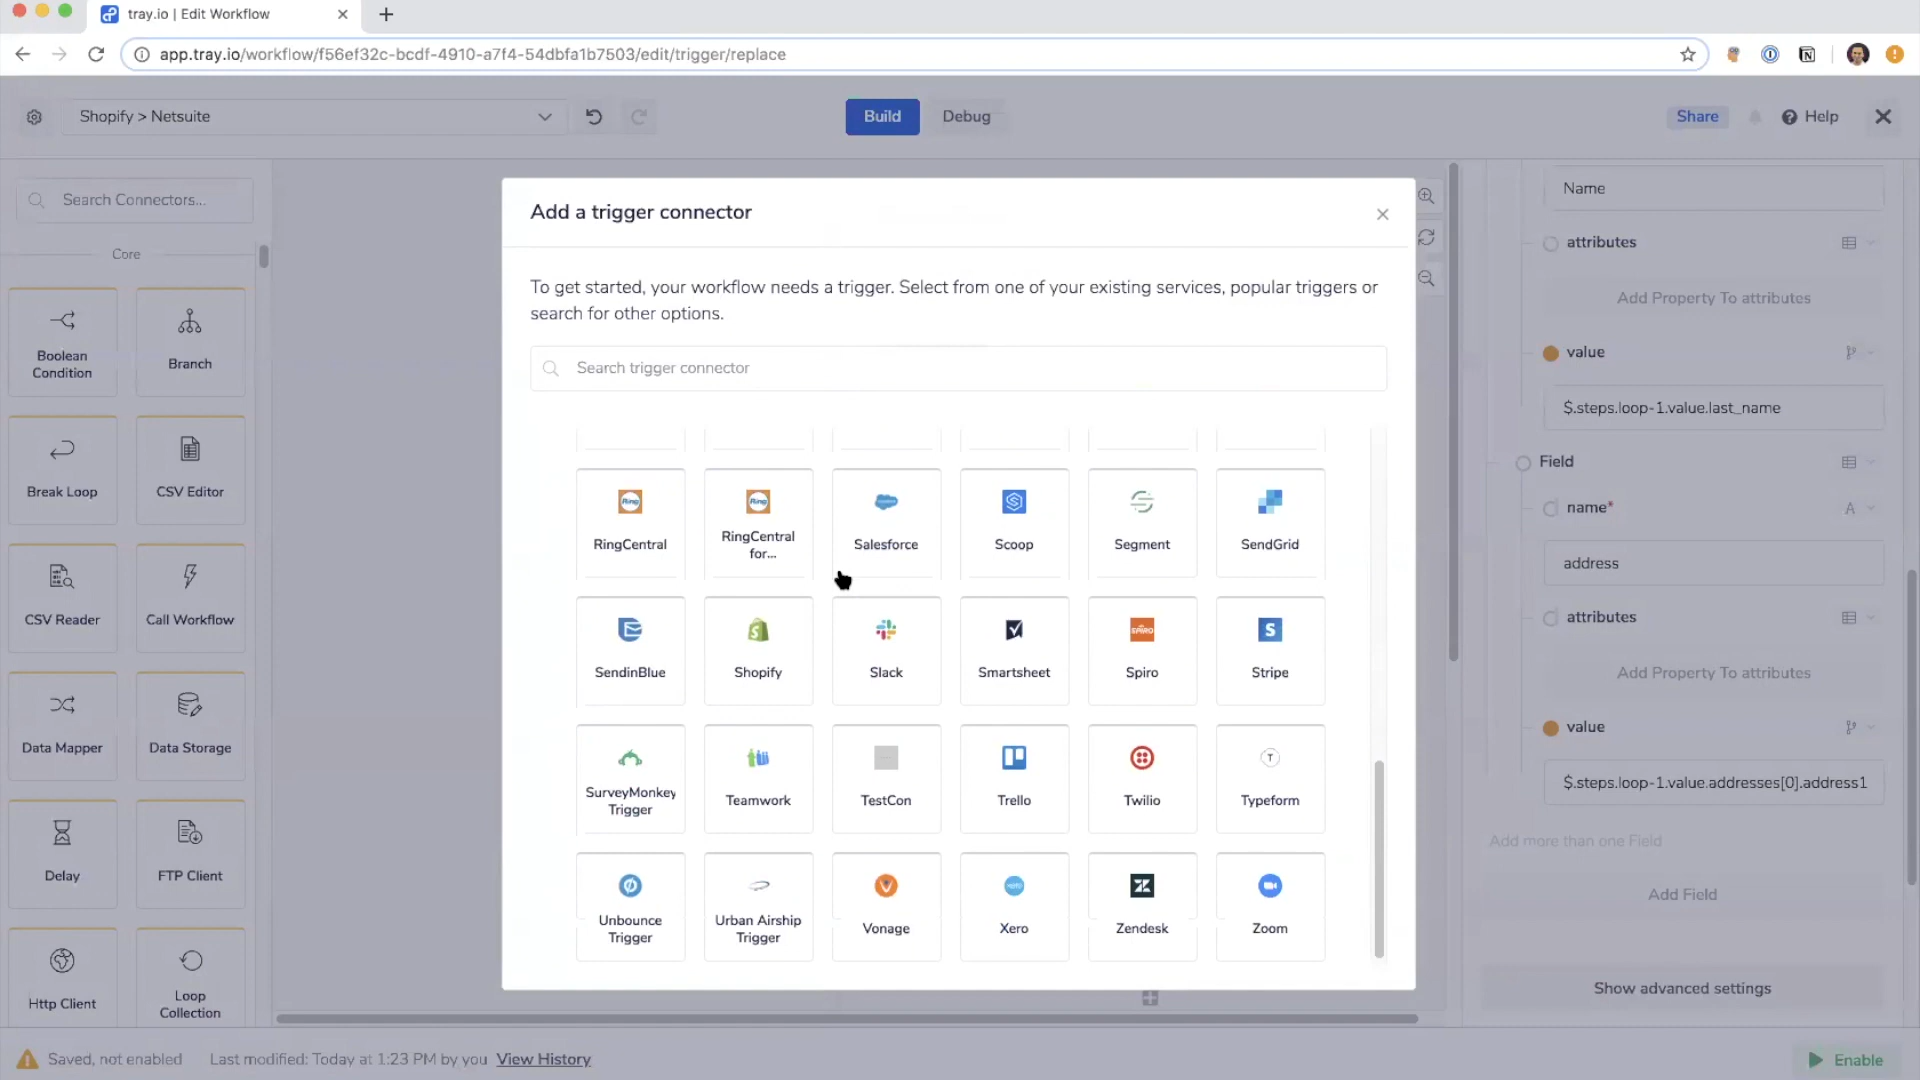 tray.io | Edit Workflow
app.tray.io/workflow/f56ef32c-bcdf-4910-a7f4-54dbfa1b7503/edit/trigger/replace
Shopify > Netsuite
Build
Debug
Share
Help
Search Connectors...
Core
Boolean
Condition
Branch
Break Loop
CSV Editor
CSV Reader
Call Workflow
Data Mapper
Data Storage
Delay
FTP Client
Http Client
Loop
Collection
Add a trigger connector
To get started, your workflow needs a trigger. Select from one of your existing services, popular triggers or
search for other options.
Search trigger connector
RingCentral
RingCentral
for...
Salesforce
Scoop
Segment
SendGrid
SendinBlue
Shopify
Slack
Smartsheet
Spiro
Stripe
SurveyMonkey
Trigger
Teamwork
TestCon
Trello
Twilio
Typeform
Unbounce
Trigger
Urban Airship
Trigger
Vonage
Xero
Zendesk
Zoom
Name
attributes
Add Property To attributes
value
$.steps.loop-1.value.last_name
Field
name*
A
address
attributes
Add Property To attributes
value
$.steps.loop-1.value.addresses[0].address1
Add more than one Field
Add Field
Show advanced settings
Saved, not enabled
Last modified: Today at 1:23 PM by you View History
Enable